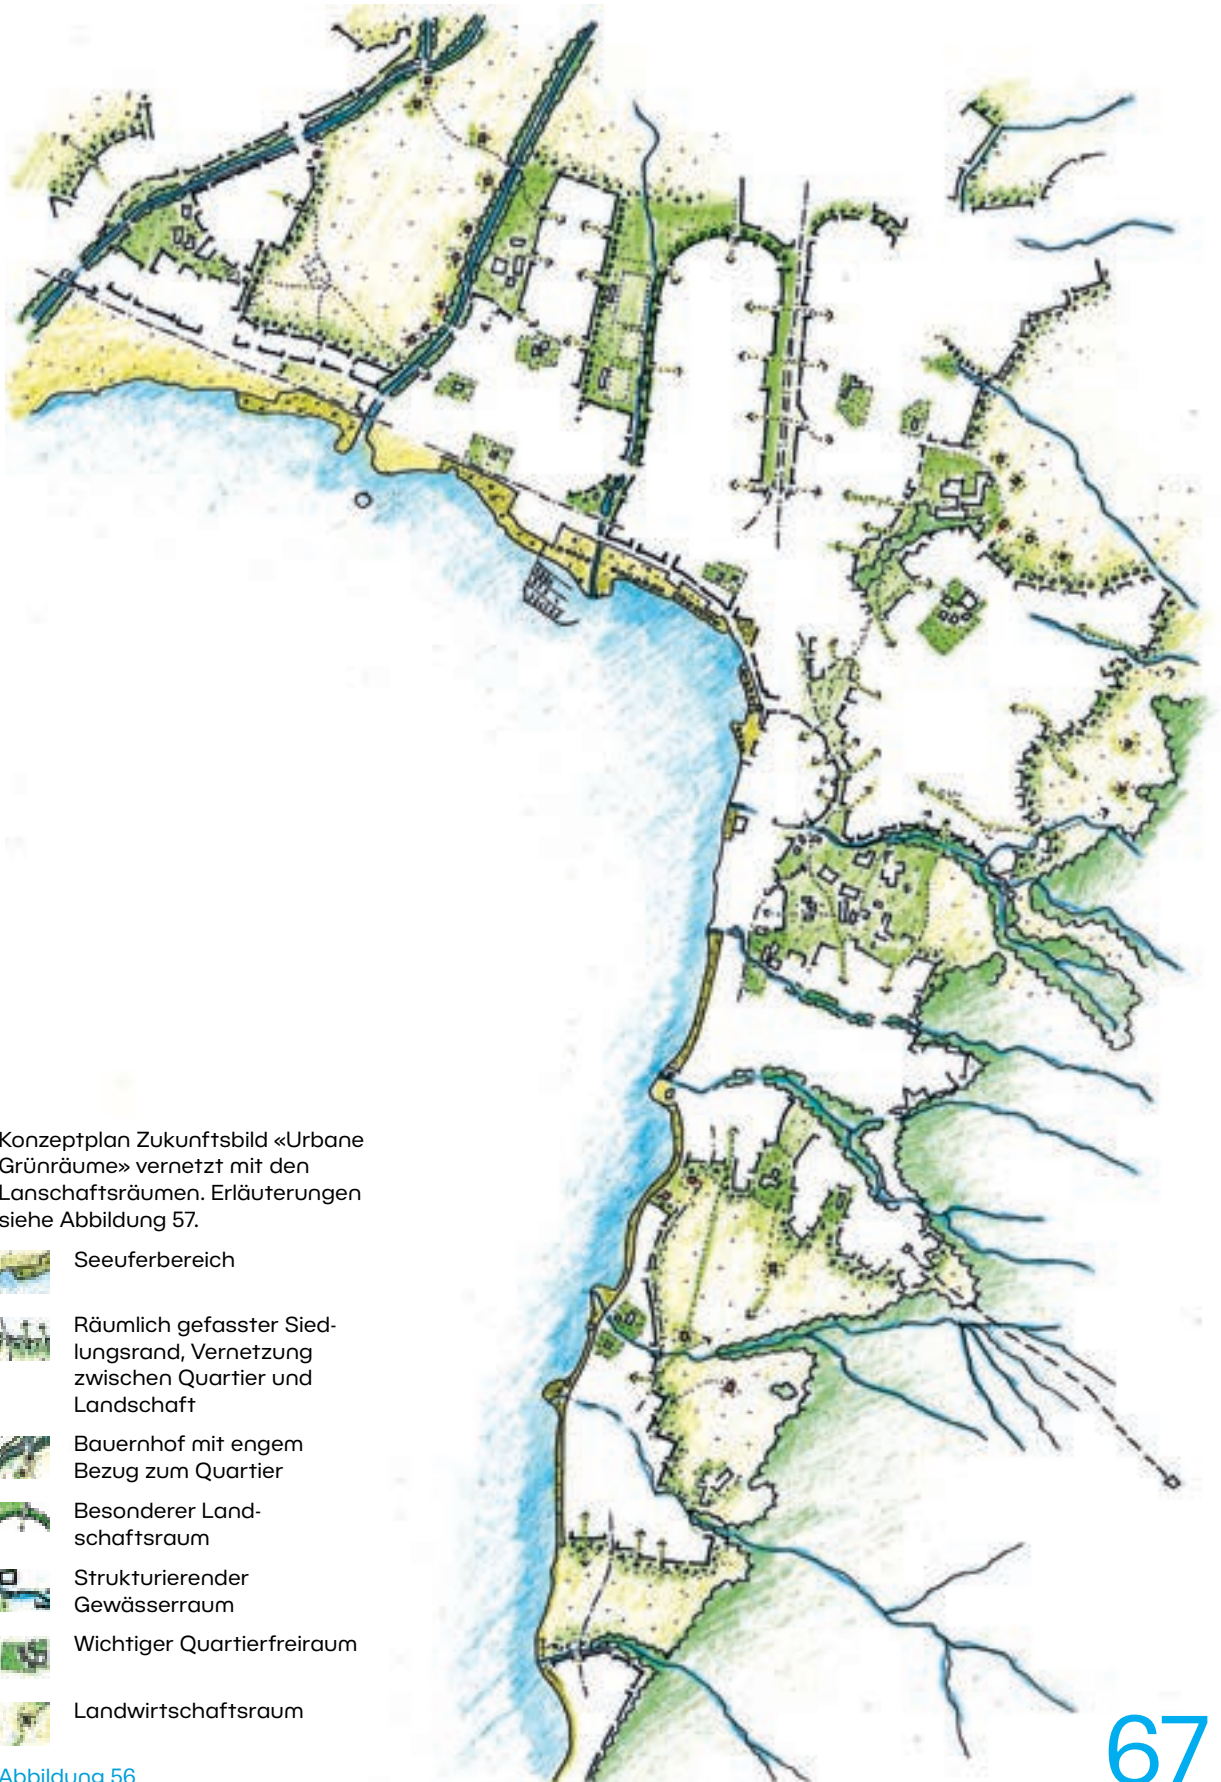 Konzeptplan Zukunftsbild «Urbane
Grünräume» vernetzt mit den
Lanschaftsräumen. Erläuterungen
siehe Abbildung 57.
Seeuferbereich
Räumlich gefasster Sied-
lungsrand, Vernetzung
zwischen Quartier und
Landschaft
Bauernhof mit engem
Bezug zum Quartier
Besonderer Land-
schaftsraum
Strukturierender
Gewässerraum
Wichtiger Quartierfreiraum
Landwirtschaftsraum
Abbildung 56
67